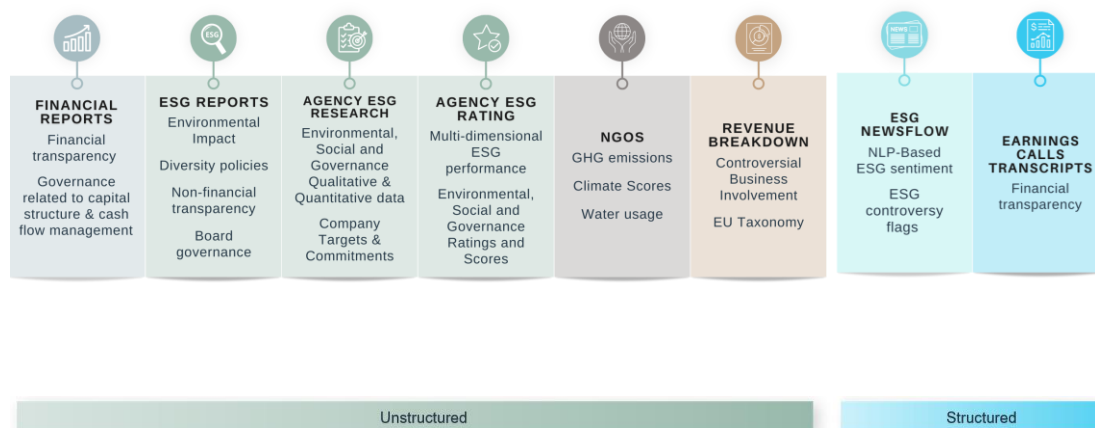 ESG
NEWS
$
FINANCIAL
REPORTS
Financial
transparency
Governance
related to capital
structure & cash
flow management
ESG REPORTS
Environmental
Impact
Diversity policies
Non-financial
transparency
Board
governance
AGENCY ESG
RESEARCH
Environmental,
Social and
Governance
Qualitative &
Quantitative data
Company
Targets &
Commitments
AGENCY ESG
RATING
Multi-dimensional
ESG
performance
Environmental,
Social and
Governance
Ratings and
Scores
NGOS
GHG emissions
Climate Scores
Water usage
REVENUE
BREAKDOWN
Controversial
Business
Involvement
EU Taxonomy
ESG
NEWSFLOW
NLP-Based
ESG sentiment
ESG
controversy
flags
EARNINGS
CALLS
TRANSCRIPTS
Financial
transparency
Unstructured
Structured